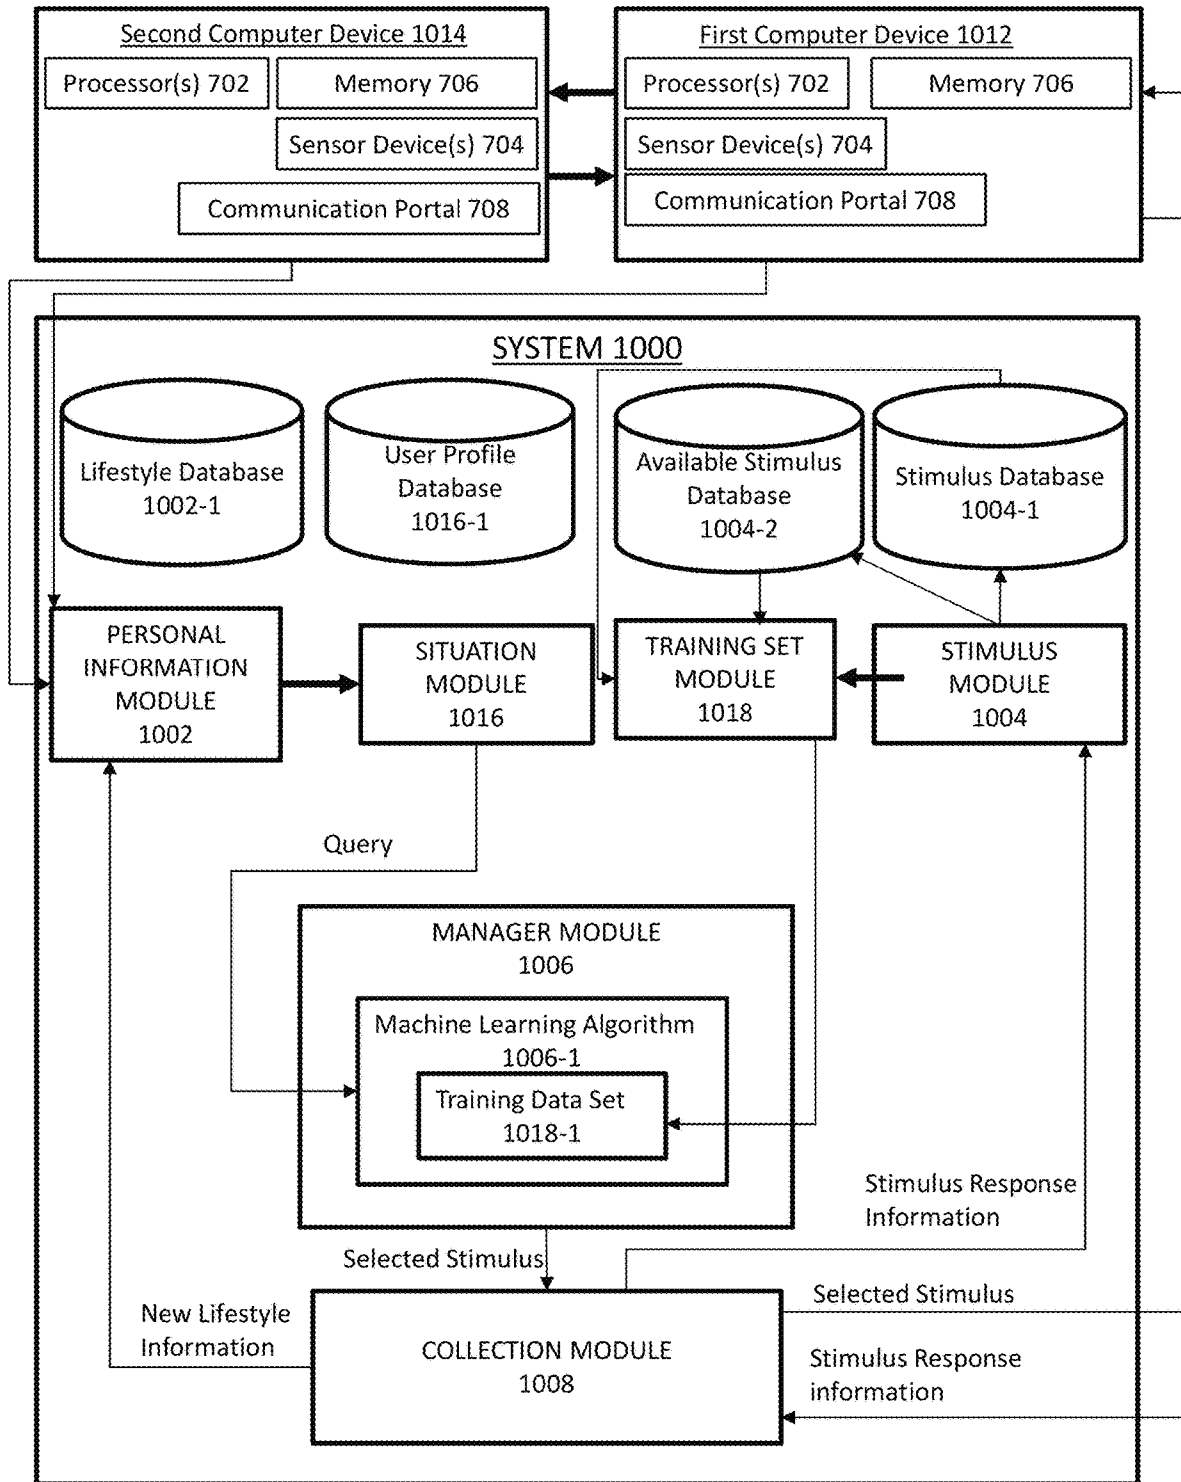 Second Computer Device 1014
Processor(s) 702
Memory 706
Sensor Device(s) 704
Communication Portal 708
First Computer Device 1012
Processor(s) 702
Memory 706
Sensor Device(s) 704
Communication Portal 708
SYSTEM 1000
Lifestyle Database
1002-1
User Profile
Database
1016-1
Available Stimulus
Database
1004-2
Stimulus Database
1004-1
PERSONAL
INFORMATION
MODULE
1002
SITUATION
MODULE
1016
TRAINING SET
MODULE
1018
STIMULUS
MODULE
1004
Query
MANAGER MODULE
1006
Machine Learning Algorithm
1006-1
Training Data Set
1018-1
Stimulus Response
Information
Selected Stimulus
New Lifestyle
Information
COLLECTION MODULE
1008
Selected Stimulus
Stimulus Response
information